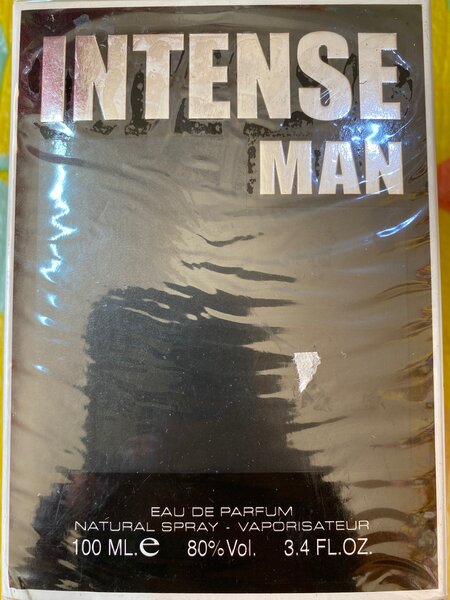 INTENSE
MAN
EAU DE PARFUM
NATURAL SPRAY - VAPORISATEUR
100 ML.e 80%Vol. 3.4 FL.OZ.